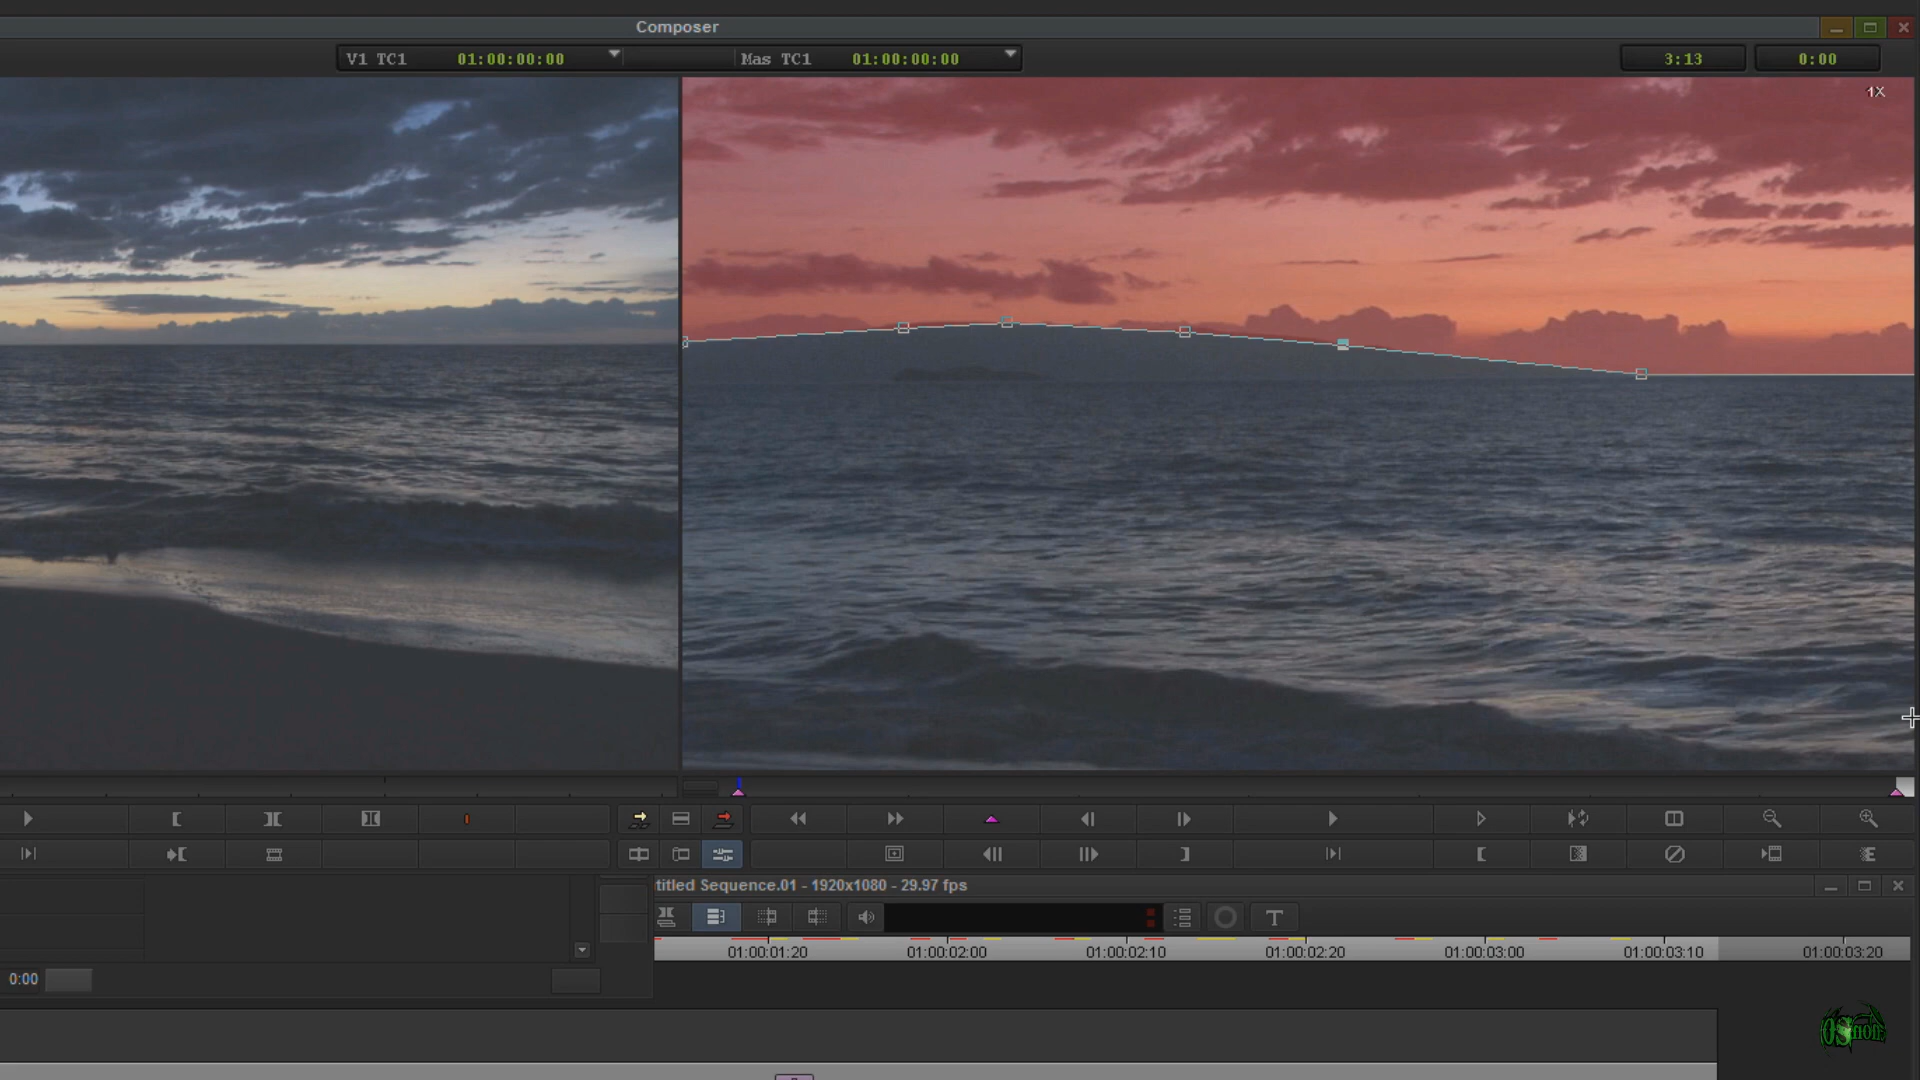 Composer
V1 TC1 01:00:00:00 Mas TC1 01:00:00:00 3:13 0:00
1X
titled Sequence.01 - 1920x1080 - 29.97 fps
T
01:00:01:20 01:00:02:00 01:00:02:10 01:00:02:20 01:00:03:00 01:00:03:10 01:00:03:20
0:00